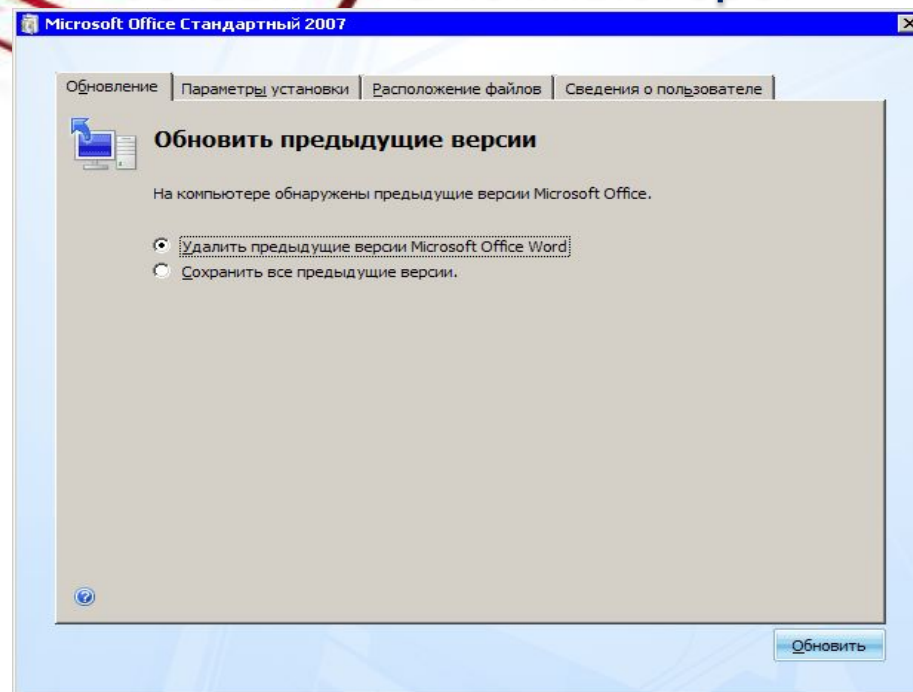 Microsoft Office Стандартный 2007
Обновление Параметры установки Расположение файлов Сведения о пользователе
Обновить предыдущие версии
На компьютере обнаружены предыдущие версии Microsoft Office.
Удалить предыдущие версии Microsoft Office Word
Сохранить все предыдущие версии.
Обновить